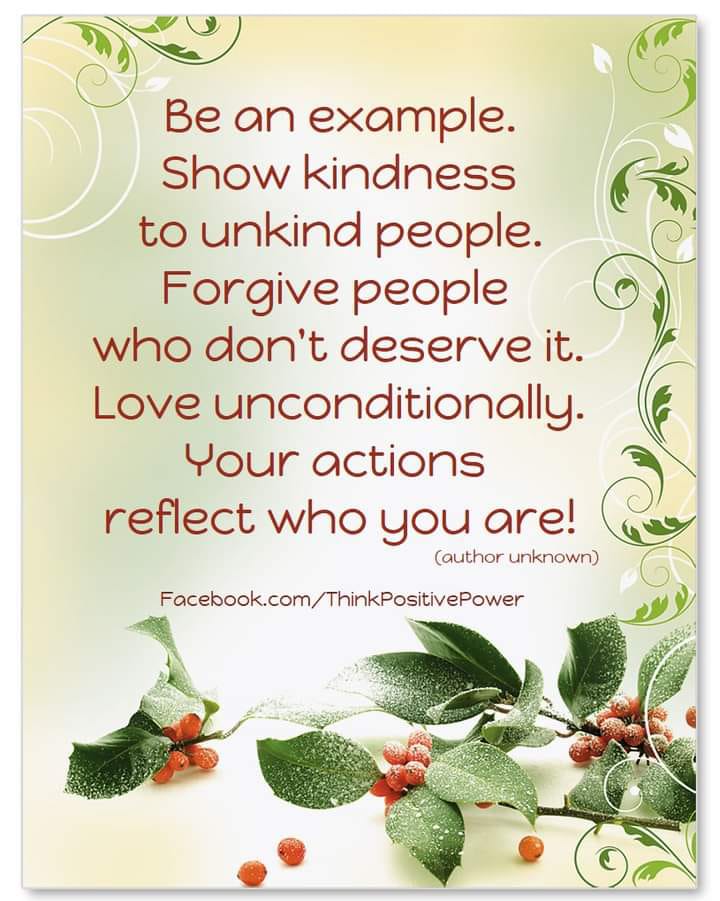 Be an example.
Show kindness
to unkind people.
Forgive people
who don't deserve it.
Love unconditionally.
Your actions
reflect who you are!
(author unknown)
Facebook.com/ThinkPositivePower